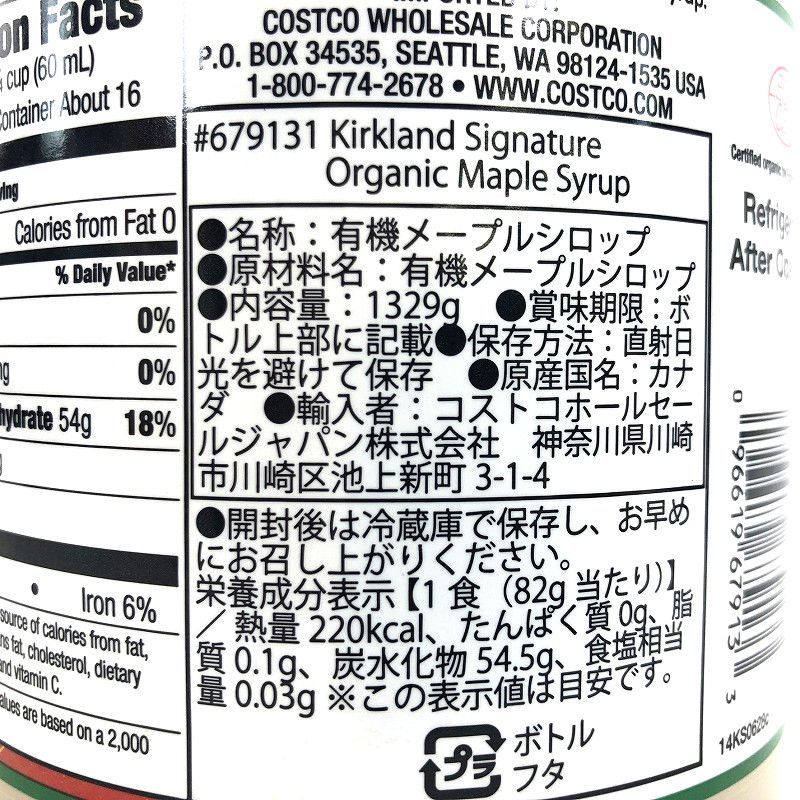 on Facts
cup (60 mL)
ontainer About 16
ving
Calories from Fat 0
% Daily Value*
0%
0%
hydrate 54g 18%
Iron 6%
source of calories from fat,
fat, cholesterol, dietary
and vitamin C.
alues are based on a 2,000
COSTCO WHOLESALE CORPORATION
P.O. BOX 34535, SEATTLE, WA 98124-1535 USA
1-800-774-2678 • WWW.COSTCO.COM
#679131 Kirkland Signature
Organic Maple Syrup
●名称：有機メープルシロップ
●原材料名：有機メープルシロップ
●内容量：1329g ●賞味期限：ボ
トル上部に記載●保存方法：直射日
光を避けて保存 ●原産国名：カナ
ダ ●輸入者：コストコホールセー
ルジャパン株式会社 神奈川県川崎
市川崎区池上新町 3-1-4
●開封後は冷蔵庫で保存し、お早め
にお召し上がりください。
栄養成分表示【1 食（82g 当たり）】
／熱量 220kcal、たんぱく質 0g、脂
質 0.1g、炭水化物 54.5g、食塩相当
量 0.03g ※この表示値は目安です。
プラ
ボトル
フタ
Certified organic
Refrige
After
0 96619 67913 3
14KS0628c